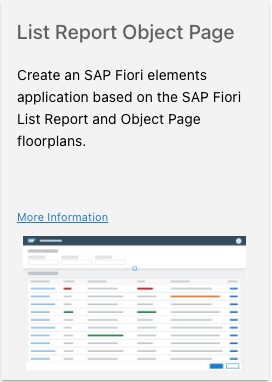 List Report Object Page
Create an SAP Fiori elements
application based on the SAP Fiori
List Report and Object Page
floorplans.
More Information